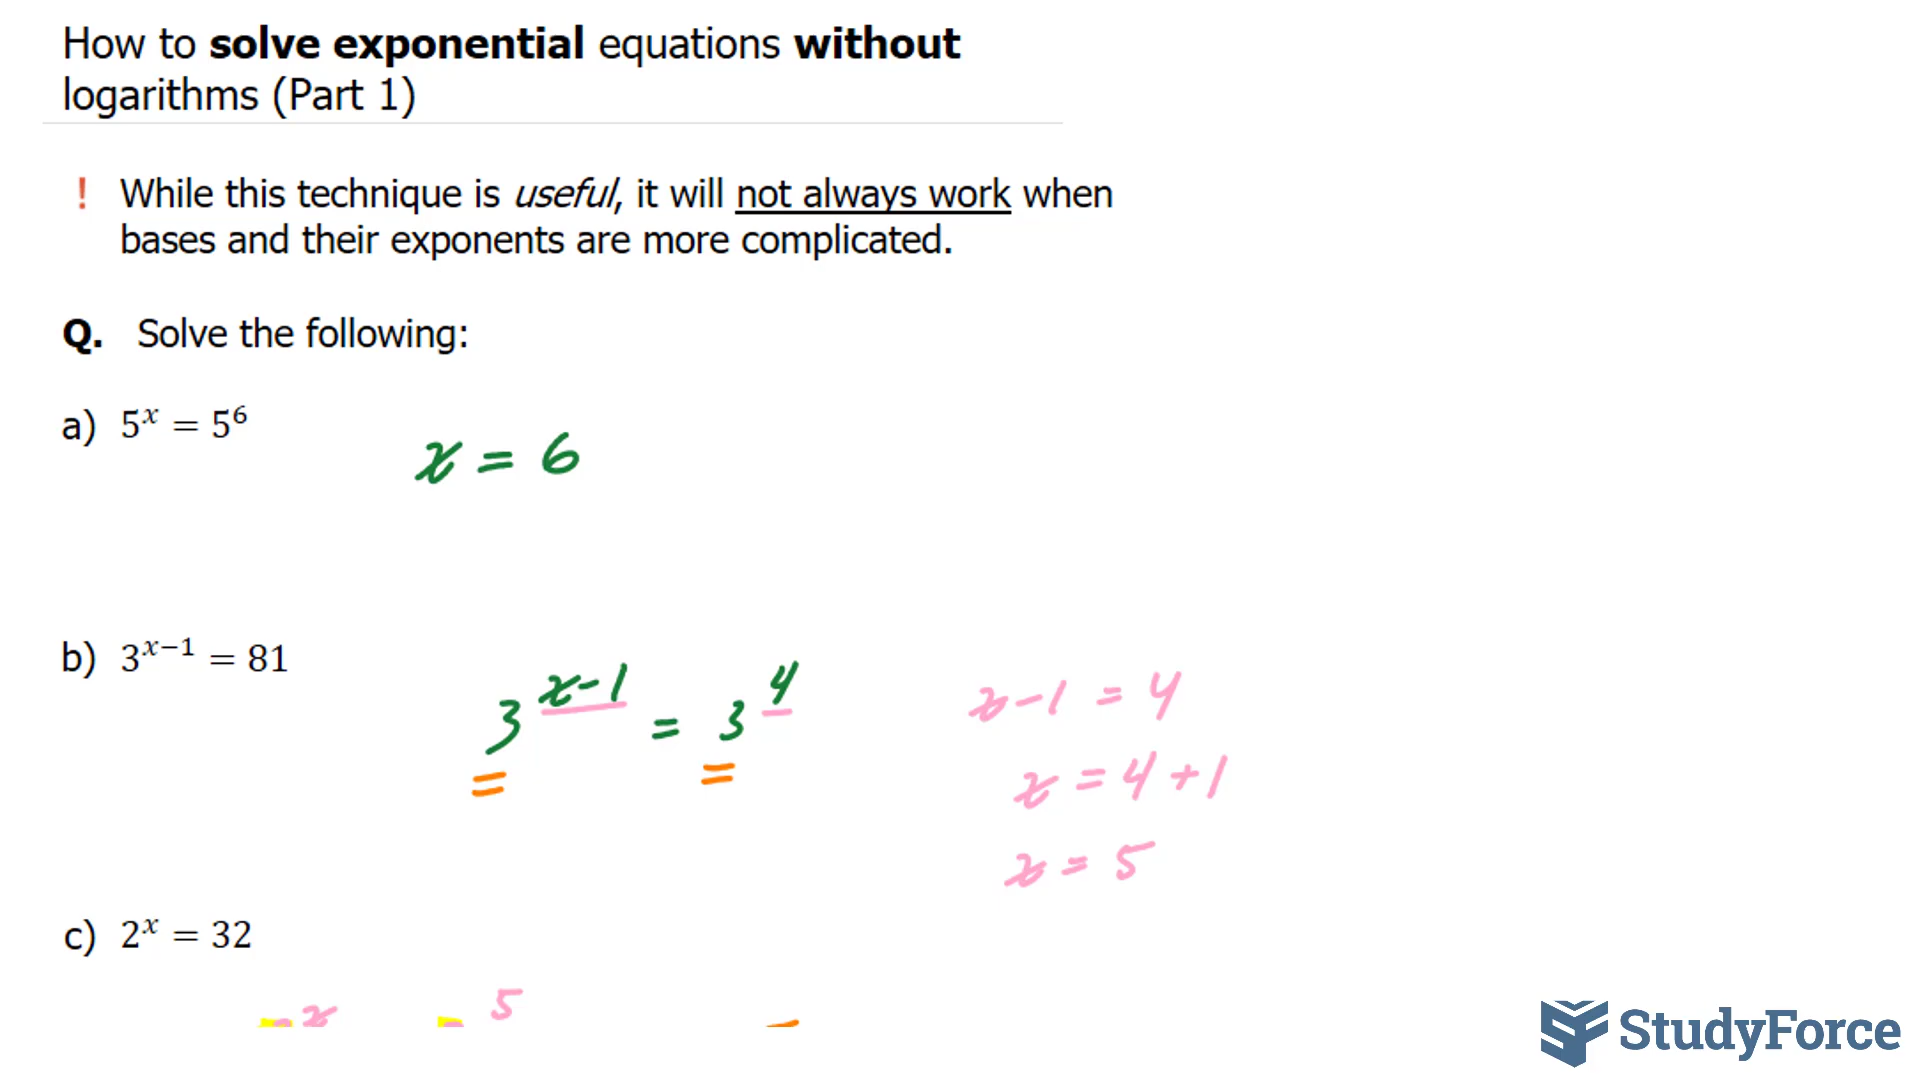 How to solve exponential equations without
logarithms (Part 1)
! While this technique is useful, it will not always work when
bases and their exponents are more complicated.
Q. Solve the following:
a) 5^x = 5^6
x = 6
b) 3^{x−1} = 81
3^{x-1} = 3^4
x-1 = 4
x = 4+1
x = 5
c) 2^x = 32
x 5
StudyForce